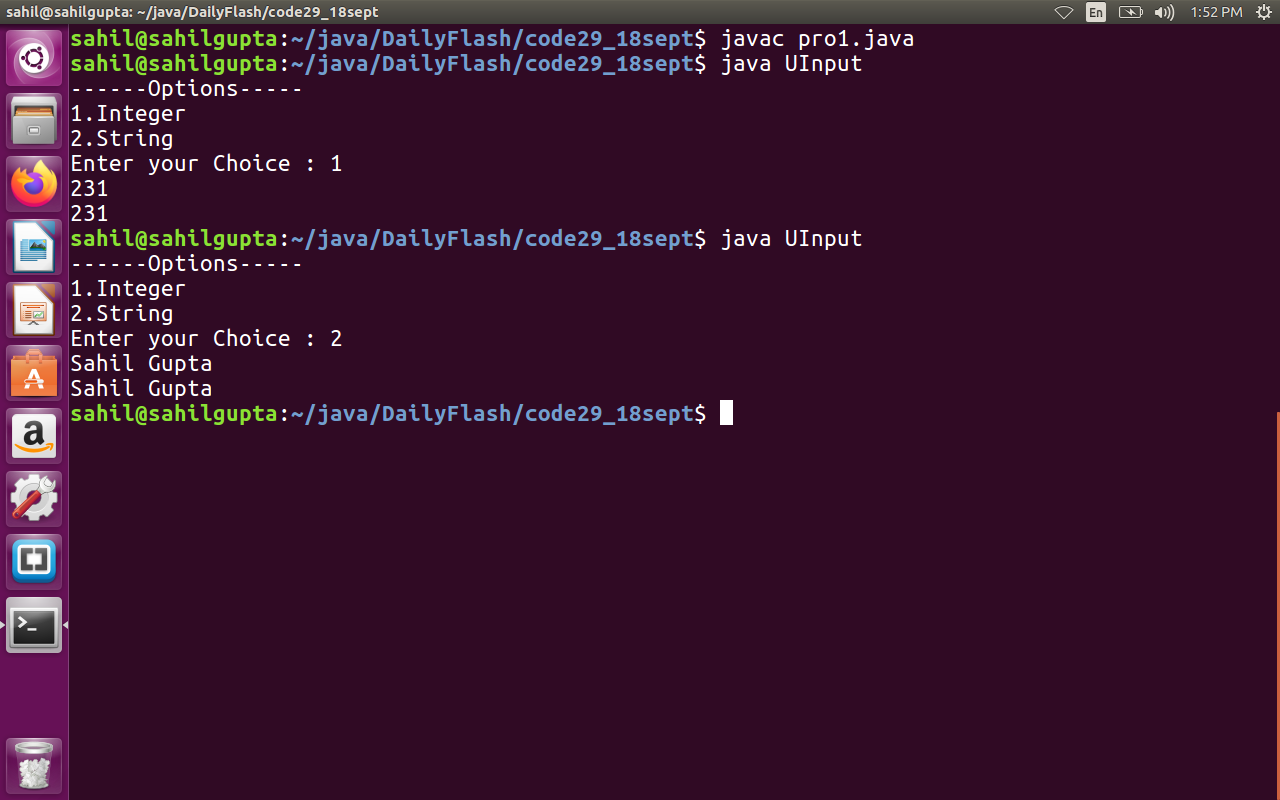 sahil@sahilgupta: ~/java/DailyFlash/code29_18sept
En
1:52 PM
sahil@sahilgupta:~/java/DailyFlash/code29_18sept$ javac pro1.java
sahil@sahilgupta:~/java/DailyFlash/code29_18sept$ java UInput
------Options-----
1.Integer
2.String
Enter your Choice : 1
231
231
sahil@sahilgupta:~/java/DailyFlash/code29_18sept$ java UInput
------Options-----
1.Integer
2.String
Enter your Choice : 2
Sahil Gupta
Sahil Gupta
sahil@sahilgupta:~/java/DailyFlash/code29_18sept$